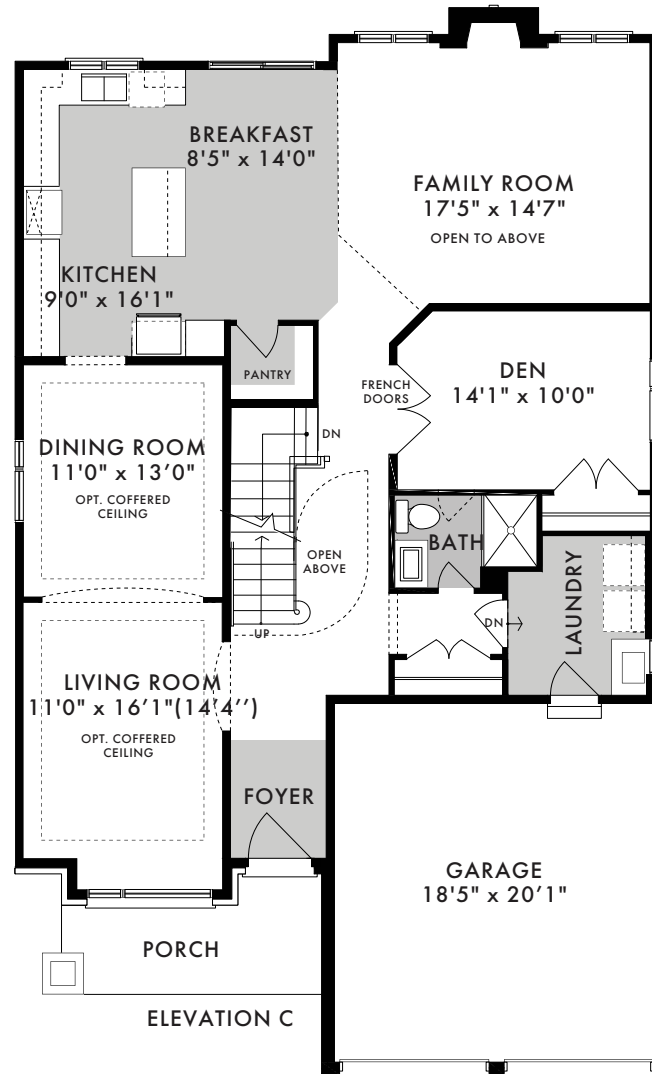 BREAKFAST
8'5" x 14'0"
FAMILY ROOM
17'5" x 14'7"
OPEN TO ABOVE
KITCHEN
9'0" x 16'1"
PANTRY
FRENCH
DOORS
DEN
14'1" x 10'0"
DN
DINING ROOM
11'0" x 13'0"
OPT. COFFERED
CEILING
OPEN
ABOVE
BATH
LAUNDRY
DN
UP
LIVING ROOM
11'0" x 16'1"(14'4'')
OPT. COFFERED
CEILING
FOYER
GARAGE
18'5" x 20'1"
PORCH
ELEVATION C